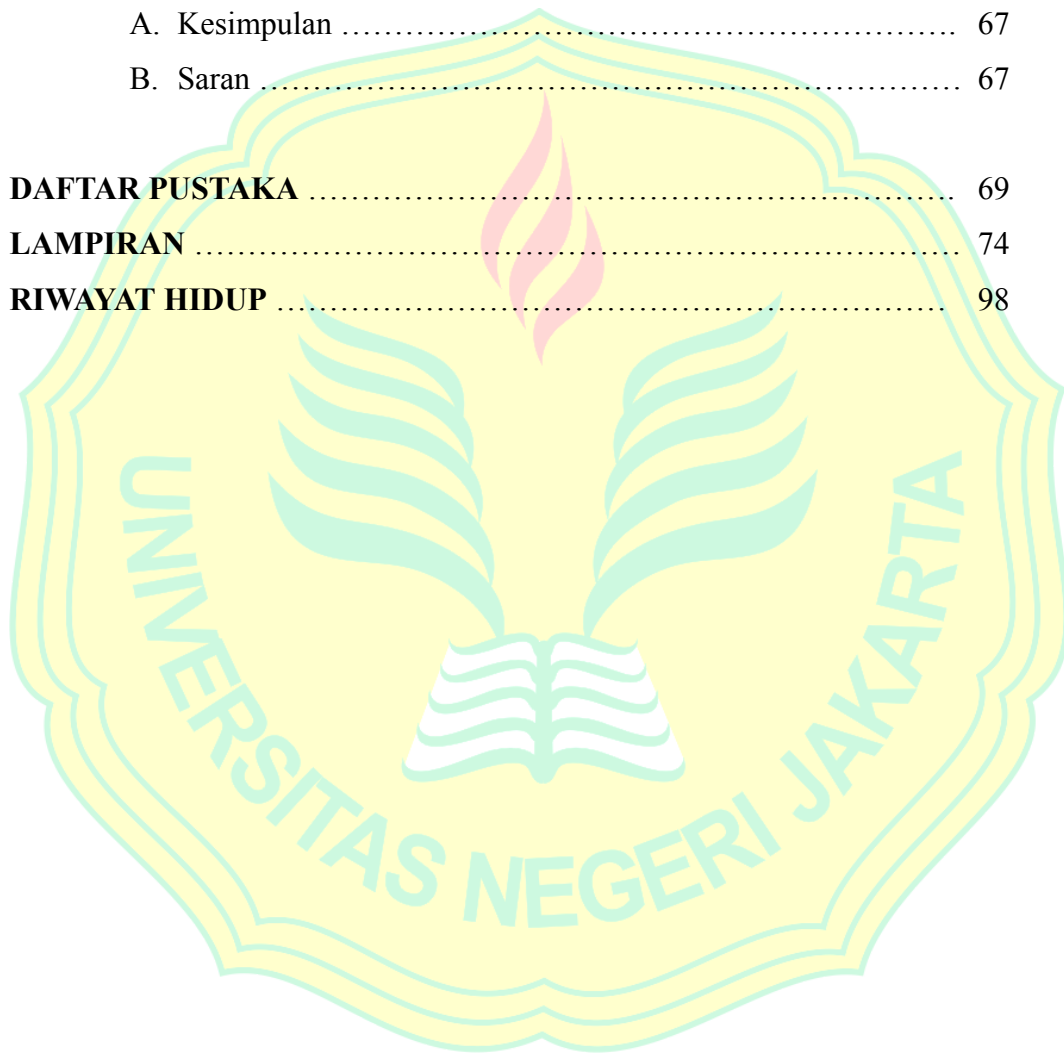 A. Kesimpulan ………………………………………………….. 67
B. Saran ………………………………………………………… 67
DAFTAR PUSTAKA ……………………………………………………. 69
LAMPIRAN ……………………………………………………………… 74
RIWAYAT HIDUP ……………………………………………………… 98
UNIVERSITAS NEGERI JAKARTA